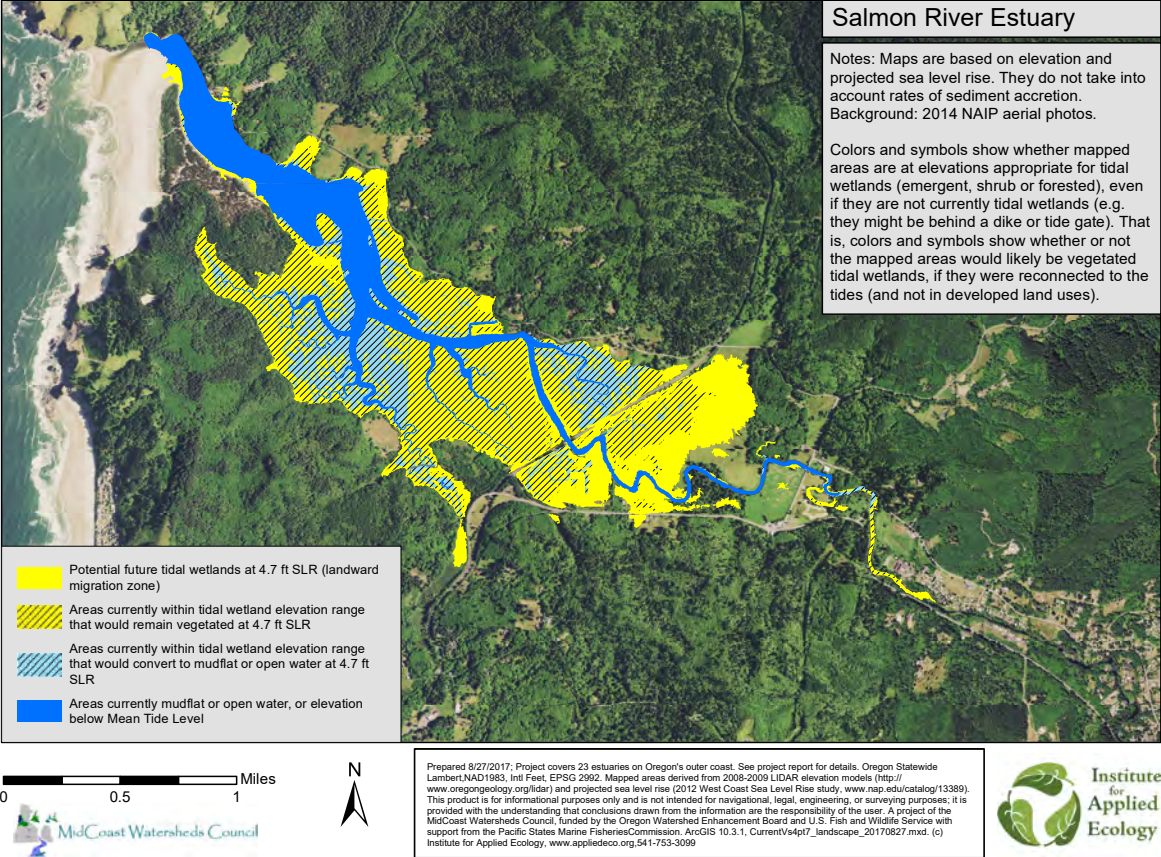 Salmon River Estuary
Notes: Maps are based on elevation and
projected sea level rise. They do not take into
account rates of sediment accretion.
Background: 2014 NAIP aerial photos.
Colors and symbols show whether mapped
areas are at elevations appropriate for tidal
wetlands (emergent, shrub or forested), even
if they are not currently tidal wetlands (e.g.
they might be behind a dike or tide gate). That
is, colors and symbols show whether or not
the mapped areas would likely be vegetated
tidal wetlands, if they were reconnected to the
tides (and not in developed land uses).
Potential future tidal wetlands at 4.7 ft SLR (landward
migration zone)
Areas currently within tidal wetland elevation range
that would remain vegetated at 4.7 ft SLR
Areas currently within tidal wetland elevation range
that would convert to mudflat or open water at 4.7 ft
SLR
Areas currently mudflat or open water, or elevation
below Mean Tide Level
Miles
0 0.5 1
MidCoast Watersheds Council
N
Prepared 8/27/2017; Project covers 23 estuaries on Oregon's outer coast. See project report for details. Oregon Statewide
Lambert,NAD1983, Intl Feet, EPSG 2992. Mapped areas derived from 2008-2009 LIDAR elevation models (http://
www.oregongeology.org/lidar) and projected sea level rise (2012 West Coast Sea Level Rise study, www.nap.edu/catalog/13389).
This product is for informational purposes only and is not intended for navigational, legal, engineering, or surveying purposes; it is
provided with the understanding that conclusions drawn from the information are the responsibility of the user. A project of the
MidCoast Watersheds Council, funded by the Oregon Watershed Enhancement Board and U.S. Fish and Wildlife Service with
support from the Pacific States Marine FisheriesCommission. ArcGIS 10.3.1, CurrentVs4pt7_landscape_20170827.mxd. (c)
Institute for Applied Ecology, www.appliedeco.org,541-753-3099
Institute
for
Applied
Ecology